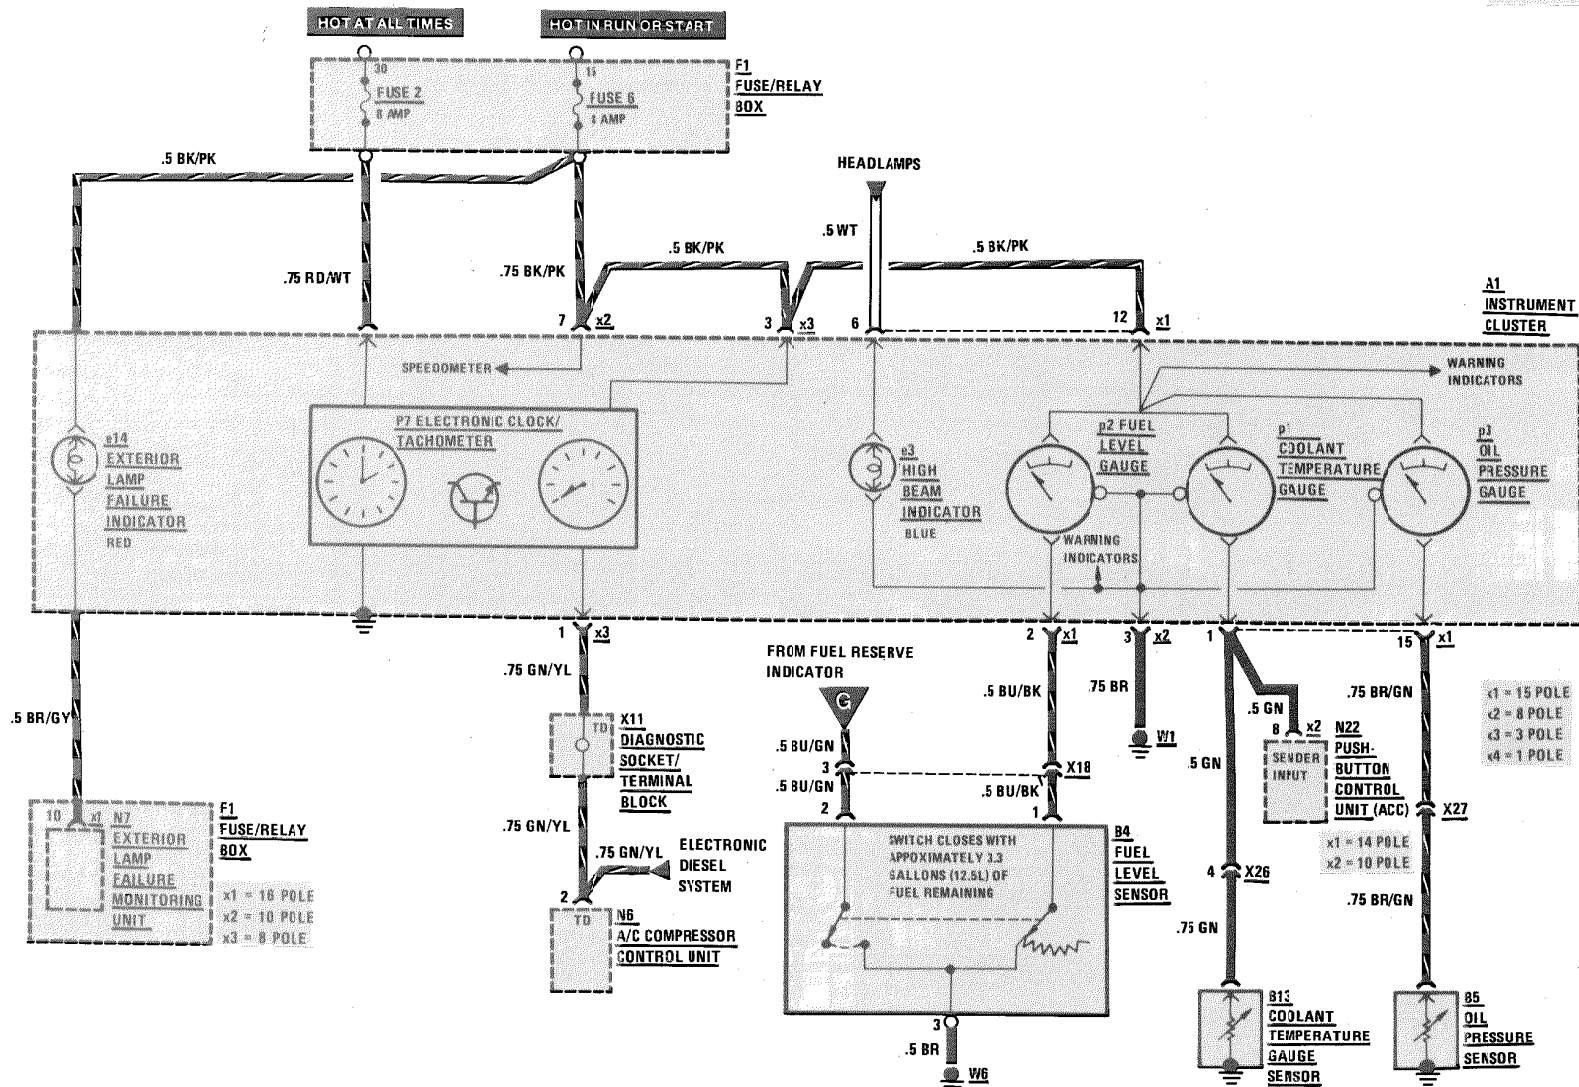 HOT AT ALL TIMES
HOT IN RUN OR START
30
15
FUSE 2
8 AMP
FUSE 6
4 AMP
F1
FUSE/RELAY
BOX
.5 BK/PK
HEADLAMPS
.75 RD/WT
.75 BK/PK
.5 BK/PK
.5 WT
.5 BK/PK
7
x2
3
x3
6
12
x1
A1
INSTRUMENT
CLUSTER
SPEEDOMETER
WARNING
INDICATORS
P7 ELECTRONIC CLOCK/
TACHOMETER
e14
EXTERIOR
LAMP
FAILURE
INDICATOR
RED
e3
HIGH
BEAM
INDICATOR
BLUE
p2 FUEL
LEVEL
GAUGE
p1
COOLANT
TEMPERATURE
GAUGE
p3
OIL
PRESSURE
GAUGE
WARNING
INDICATORS
1
x3
2
x1
3
x2
1
15
x1
FROM FUEL RESERVE
INDICATOR
G
.75 GN/YL
.5 BU/BK
.75 BR
.5 GN
.75 BR/GN
x1 = 15 POLE
x2 = 8 POLE
x3 = 3 POLE
x4 = 1 POLE
.5 BR/GY
TD
X11
DIAGNOSTIC
SOCKET/
TERMINAL
BLOCK
.5 BU/GN
3
.5 BU/GN
2
X18
.5 BU/BK
1
W1
.5 GN
8
x2
SENDER
INPUT
N22
PUSH-
BUTTON
CONTROL
UNIT (ACC)
x1 = 14 POLE
x2 = 10 POLE
X27
10
x1
N7
EXTERIOR
LAMP
FAILURE
MONITORING
UNIT
F1
FUSE/RELAY
BOX
x1 = 16 POLE
x2 = 10 POLE
x3 = 8 POLE
.75 GN/YL
.75 GN/YL
ELECTRONIC
DIESEL
SYSTEM
2
TD
N6
A/C COMPRESSOR
CONTROL UNIT
SWITCH CLOSES WITH
APPOXIMATELY 3.3
GALLONS (12.5L) OF
FUEL REMAINING
B4
FUEL
LEVEL
SENSOR
4
X26
.75 GN
.75 BR/GN
3
.5 BR
W6
B13
COOLANT
TEMPERATURE
GAUGE
SENSOR
B5
OIL
PRESSURE
SENSOR